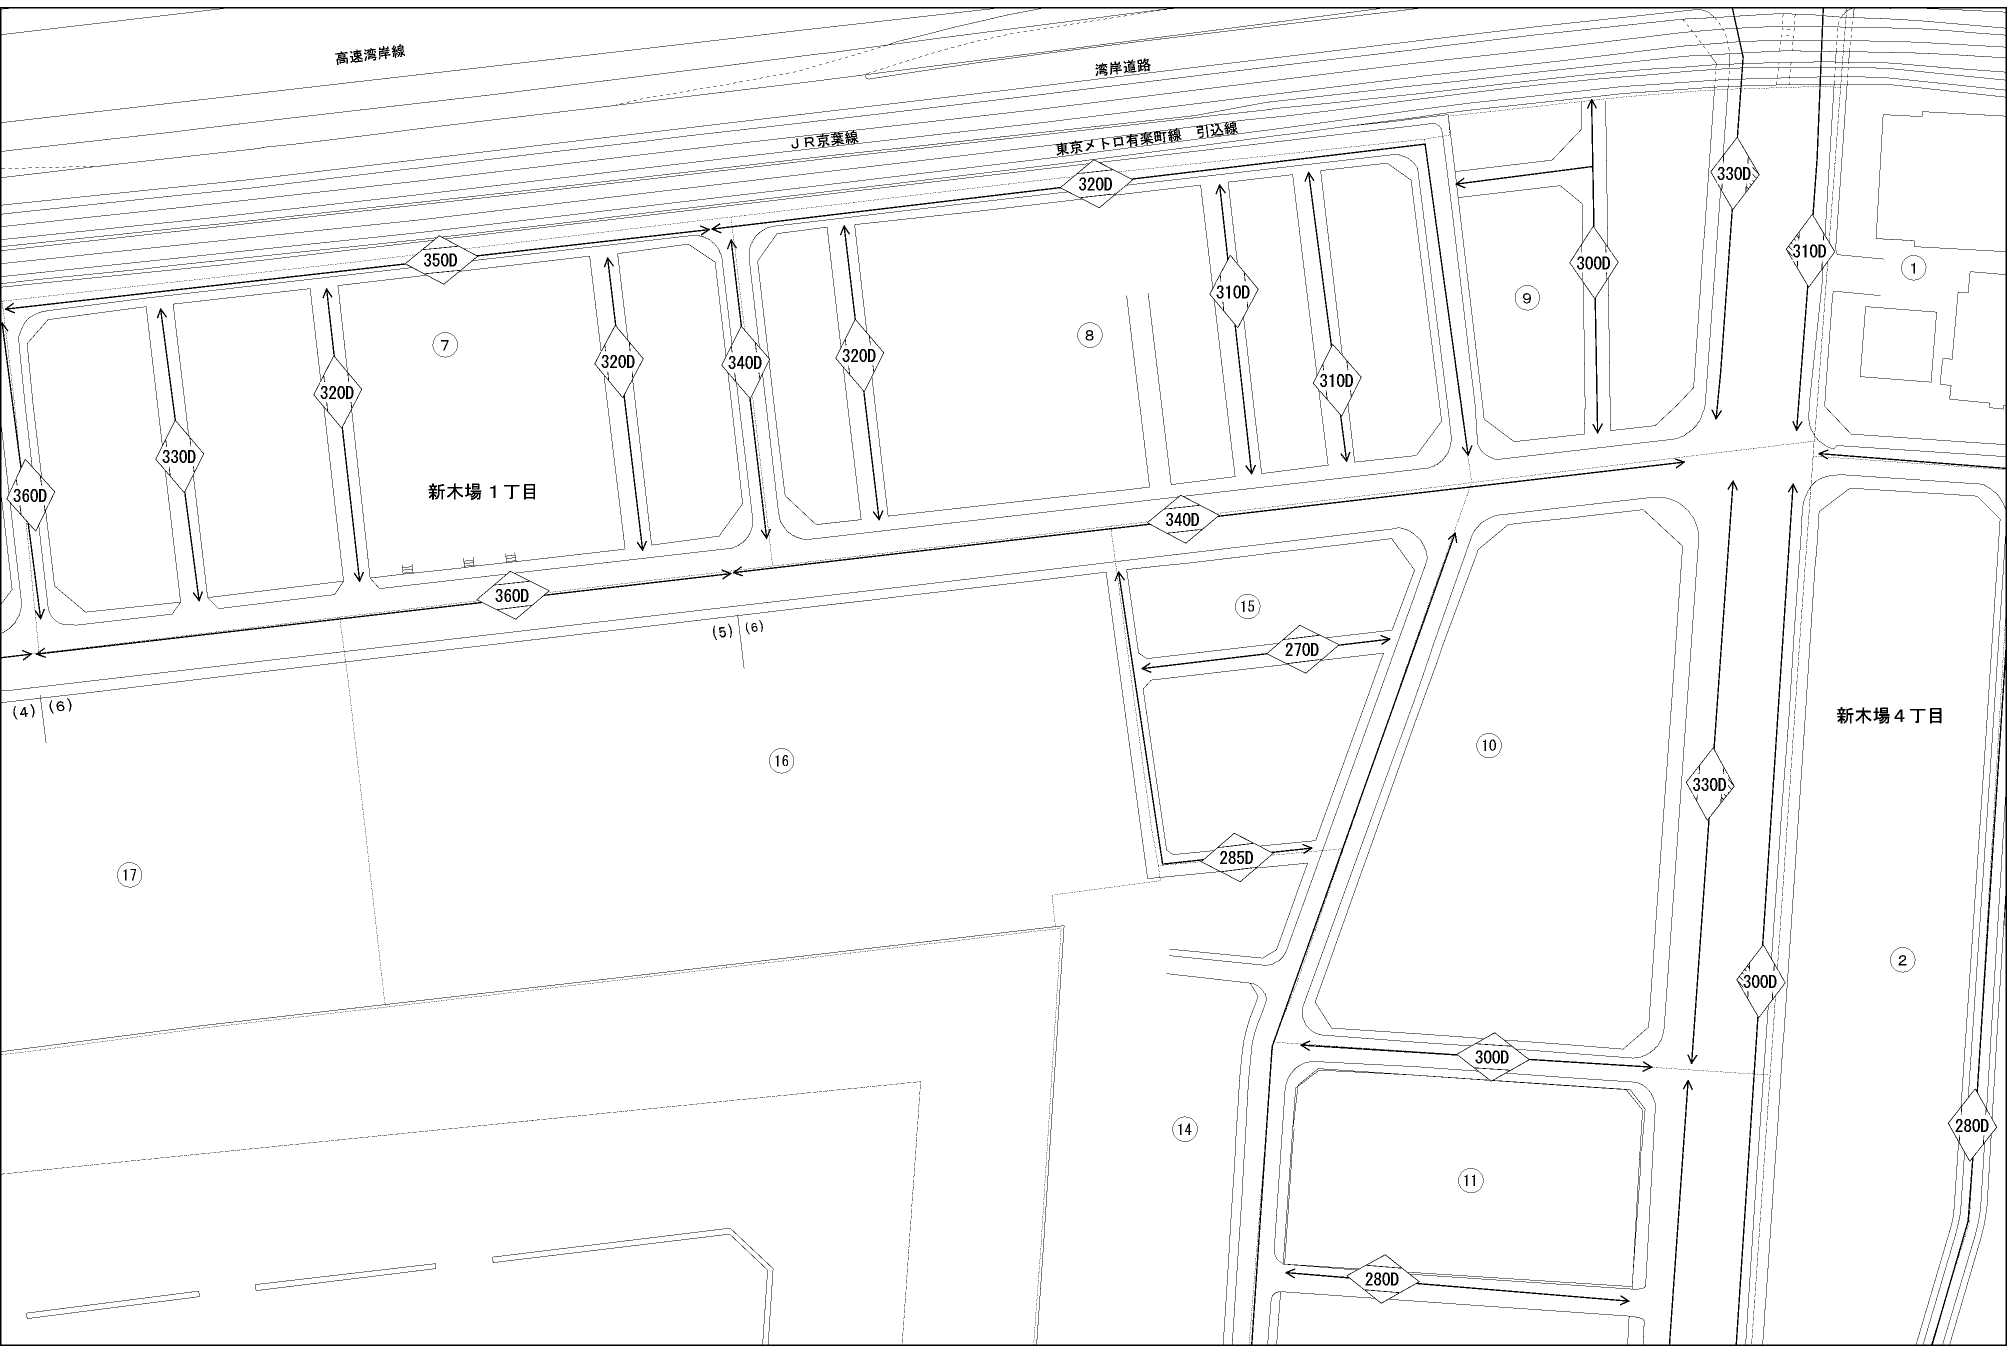 高速湾岸線
湾岸道路
ＪＲ京葉線
東京メトロ有楽町線　引込線
330D
320D
310D
350D
300D
①
310D
⑨
⑦
⑧
320D
320D
340D
320D
310D
330D
新木場１丁目
360D
340D
360D
⑮
(5)
(6)
270D
(4)
(6)
新木場４丁目
⑩
⑯
330D
285D
⑰
②
300D
300D
⑭
280D
⑪
280D